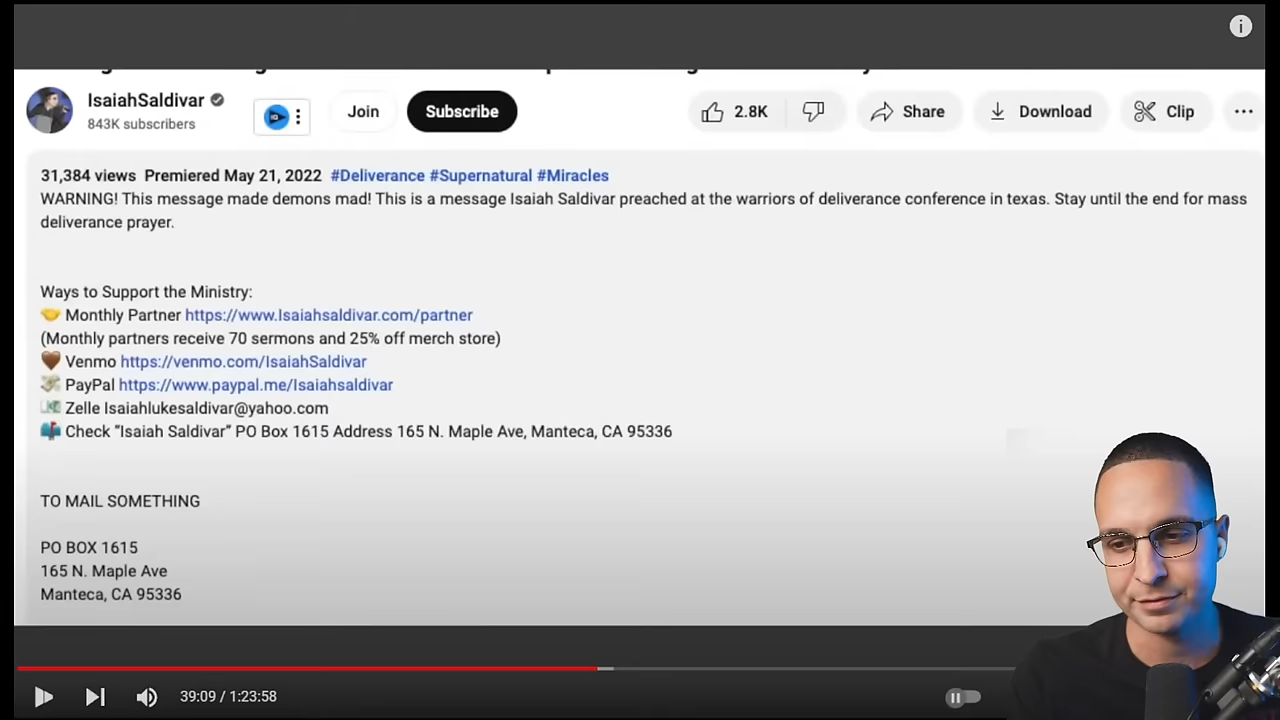 IsaiahSaldivar
843K subscribers
Join
Subscribe
2.8K
Share
Download
Clip
31,384 views Premiered May 21, 2022 #Deliverance #Supernatural #Miracles
WARNING! This message made demons mad! This is a message Isaiah Saldivar preached at the warriors of deliverance conference in texas. Stay until the end for mass
deliverance prayer.
Ways to Support the Ministry:
🤝 Monthly Partner https://www.Isaiahsaldivar.com/partner
(Monthly partners receive 70 sermons and 25% off merch store)
🤎 Venmo https://venmo.com/IsaiahSaldivar
💸 PayPal https://www.paypal.me/Isaiahsaldivar
💵 Zelle Isaiahlukesaldivar@yahoo.com
📫 Check “Isaiah Saldivar” PO Box 1615 Address 165 N. Maple Ave, Manteca, CA 95336
TO MAIL SOMETHING
PO BOX 1615
165 N. Maple Ave
Manteca, CA 95336
39:09 / 1:23:58